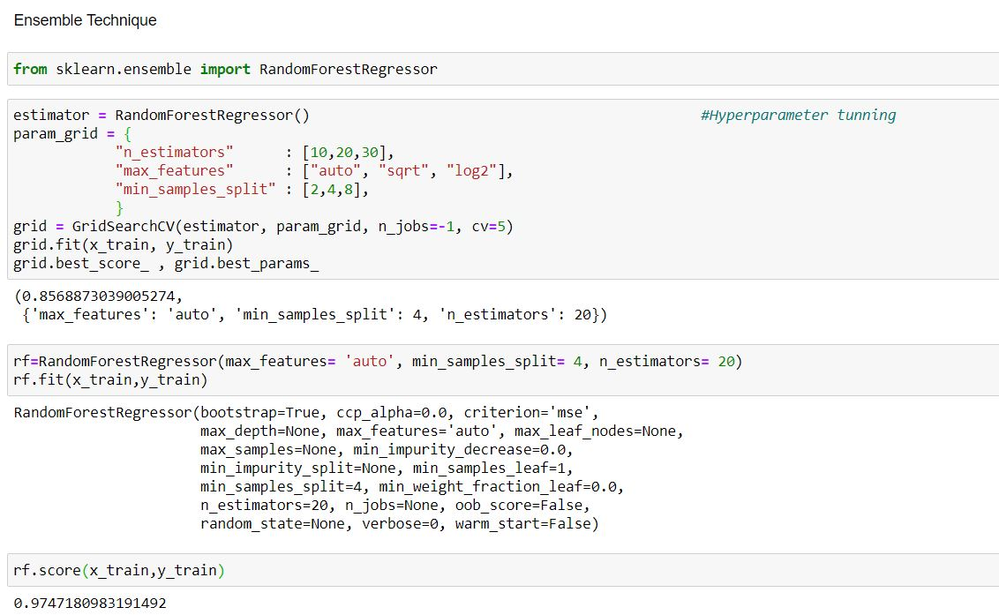 Ensemble Technique
from sklearn.ensemble import RandomForestRegressor
estimator = RandomForestRegressor() #Hyperparameter tunning
param_grid = {
"n_estimators" : [10,20,30],
"max_features" : ["auto", "sqrt", "log2"],
"min_samples_split" : [2,4,8],
}
grid = GridSearchCV(estimator, param_grid, n_jobs=-1, cv=5)
grid.fit(x_train, y_train)
grid.best_score_ , grid.best_params_
(0.8568873039005274,
{'max_features': 'auto', 'min_samples_split': 4, 'n_estimators': 20})
rf=RandomForestRegressor(max_features= 'auto', min_samples_split= 4, n_estimators= 20)
rf.fit(x_train,y_train)
RandomForestRegressor(bootstrap=True, ccp_alpha=0.0, criterion='mse',
max_depth=None, max_features='auto', max_leaf_nodes=None,
max_samples=None, min_impurity_decrease=0.0,
min_impurity_split=None, min_samples_leaf=1,
min_samples_split=4, min_weight_fraction_leaf=0.0,
n_estimators=20, n_jobs=None, oob_score=False,
random_state=None, verbose=0, warm_start=False)
rf.score(x_train,y_train)
0.9747180983191492